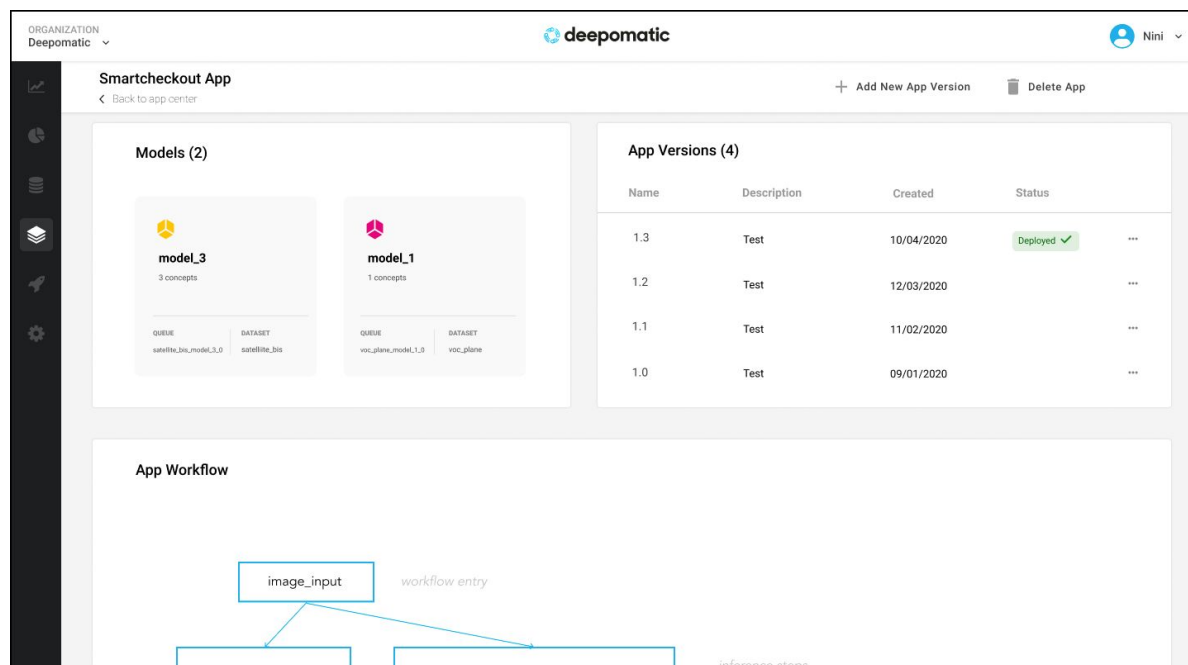 ORGANIZATION
Deepomatic
deepomatic
Nini
Smartcheckout App
Back to app center
Add New App Version
Delete App
Models (2)
model_3
3 concepts
QUEUE DATASET
satellite_bis_model_3_0 satellite_bis
model_1
1 concepts
QUEUE DATASET
voc_plane_model_1_0 voc_plane
App Versions (4)
Name Description Created Status
1.3 Test 10/04/2020 Deployed
1.2 Test 12/03/2020
1.1 Test 11/02/2020
1.0 Test 09/01/2020
App Workflow
image_input workflow entry
inference steps